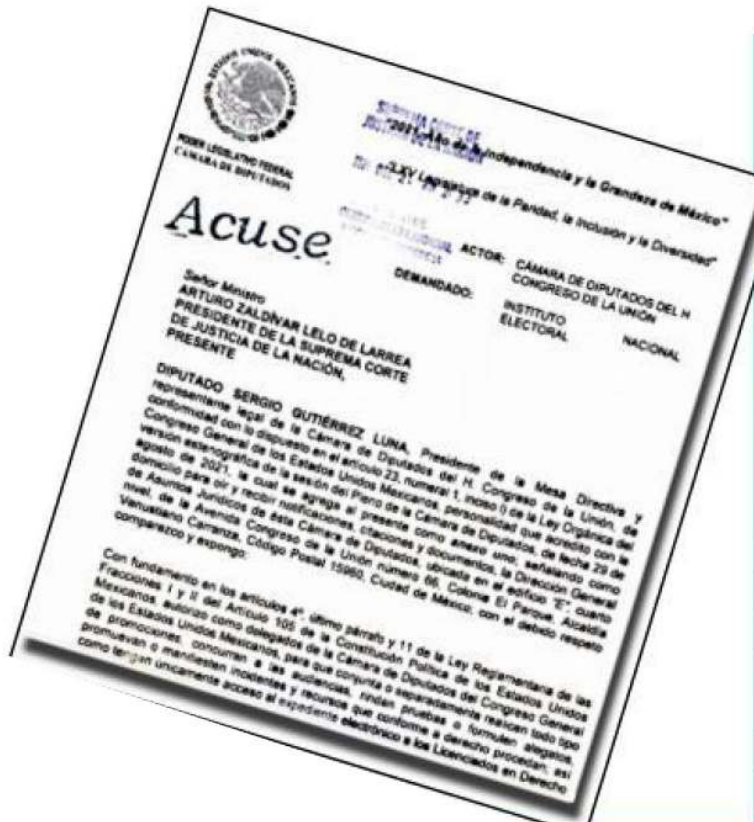 ESTADOS UNIDOS MEXICANOS
PODER LEGISLATIVO FEDERAL
CÁMARA DE DIPUTADOS
SUPREMA CORTE DE
JUSTICIA DE LA NACIÓN
"2021, Año de la Independencia y la Grandeza de México"
"LXV Legislatura de la Paridad, la Inclusión y la Diversidad"
Acuse
ACTOR: CÁMARA DE DIPUTADOS DEL H
CONGRESO DE LA UNIÓN
DEMANDADO: INSTITUTO NACIONAL
ELECTORAL
Señor Ministro
ARTURO ZALDÍVAR LELO DE LARREA
PRESIDENTE DE LA SUPREMA CORTE
DE JUSTICIA DE LA NACIÓN,
PRESENTE
DIPUTADO SERGIO GUTIÉRREZ LUNA, Presidente de la Mesa Directiva y
representante legal de la Cámara de Diputados del H. Congreso de la Unión, de
conformidad con lo dispuesto en el artículo 23, numeral 1, inciso l) de la Ley Orgánica del
Congreso General de los Estados Unidos Mexicanos, personalidad que acredito con la
versión estenográfica de la sesión del Pleno de la Cámara de Diputados, de fecha 29 de
agosto de 2021, la cual se agrega al presente como anexo uno, señalando como
domicilio para oír y recibir notificaciones, citaciones y documentos, la Dirección General
de Asuntos Jurídicos de ésta Cámara de Diputados, ubicada en el edificio "E", cuarto
nivel, de la Avenida Congreso de la Unión número 66, Colonia El Parque, Alcaldía
Venustiano Carranza, Código Postal 15960, Ciudad de México, con el debido respeto
comparezco y expongo:
Con fundamento en los artículos 4º, último párrafo y 11 de la Ley Reglamentaria de las
Fracciones I y II del Artículo 105 de la Constitución Política de los Estados Unidos
Mexicanos, autorizo como delegados de la Cámara de Diputados del Congreso General
de los Estados Unidos Mexicanos, para que conjunta o separadamente realicen todo tipo
de promociones, concurran a las audiencias, rindan pruebas o formulen alegatos,
promuevan o manifiesten incidentes y recursos que conforme a derecho procedan, así
como tengan únicamente acceso al expediente electrónico a los Licenciados en Derecho